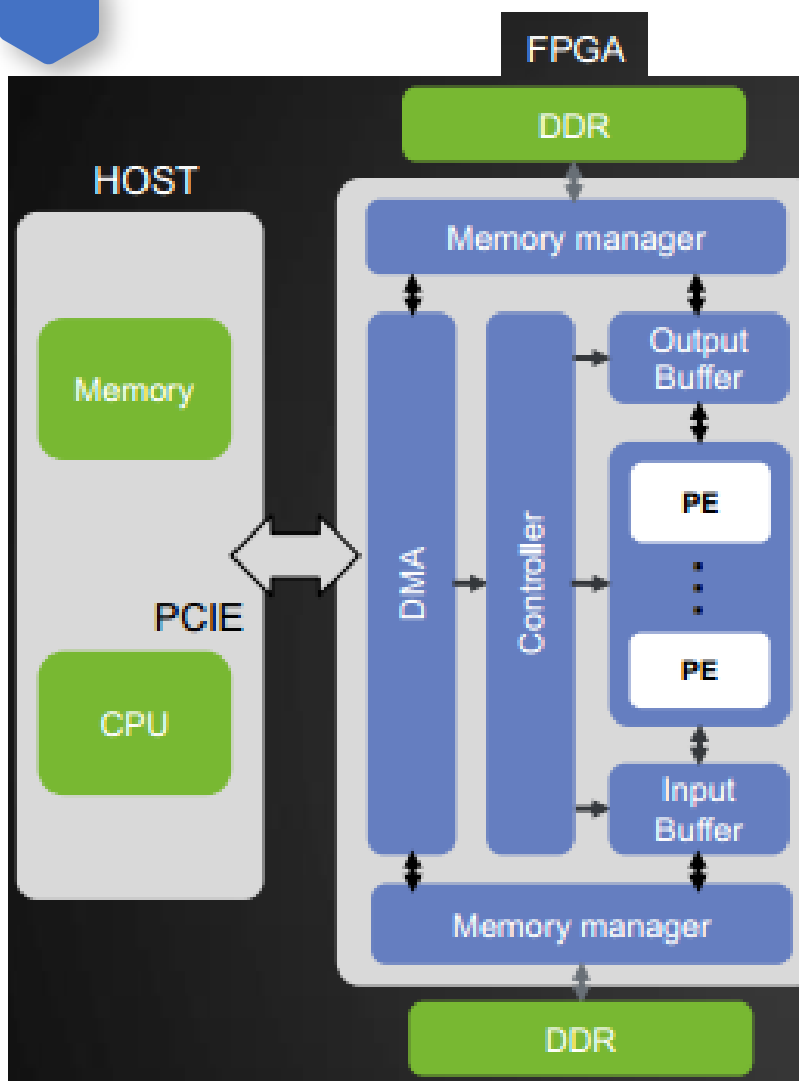 FPGA
DDR
HOST
Memory manager
Memory
Output
Buffer
PE
DMA
Controller
PCIE
PE
CPU
Input
Buffer
Memory manager
DDR